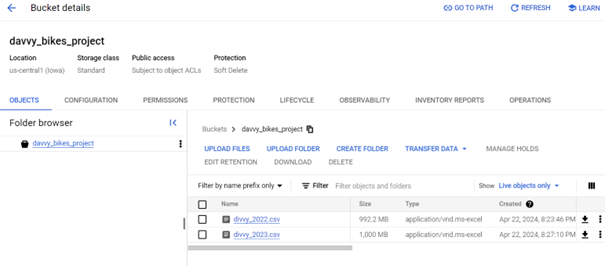 Bucket details
GO TO PATH
REFRESH
LEARN
davvy_bikes_project
Location Storage class Public access Protection
us-central1 (Iowa) Standard Subject to object ACLs Soft Delete
OBJECTS CONFIGURATION PERMISSIONS PROTECTION LIFECYCLE OBSERVABILITY INVENTORY REPORTS OPERATIONS
Folder browser
davvy_bikes_project
Buckets > davvy_bikes_project
UPLOAD FILES UPLOAD FOLDER CREATE FOLDER TRANSFER DATA MANAGE HOLDS
EDIT RETENTION DOWNLOAD DELETE
Filter by name prefix only Filter Filter objects and folders Show Live objects only
Name Size Type Created
divvy_2022.csv 992.2 MB application/vnd.ms-excel Apr 22, 2024, 8:23:46 PM
divvy_2023.csv 1,000 MB application/vnd.ms-excel Apr 22, 2024, 8:27:10 PM